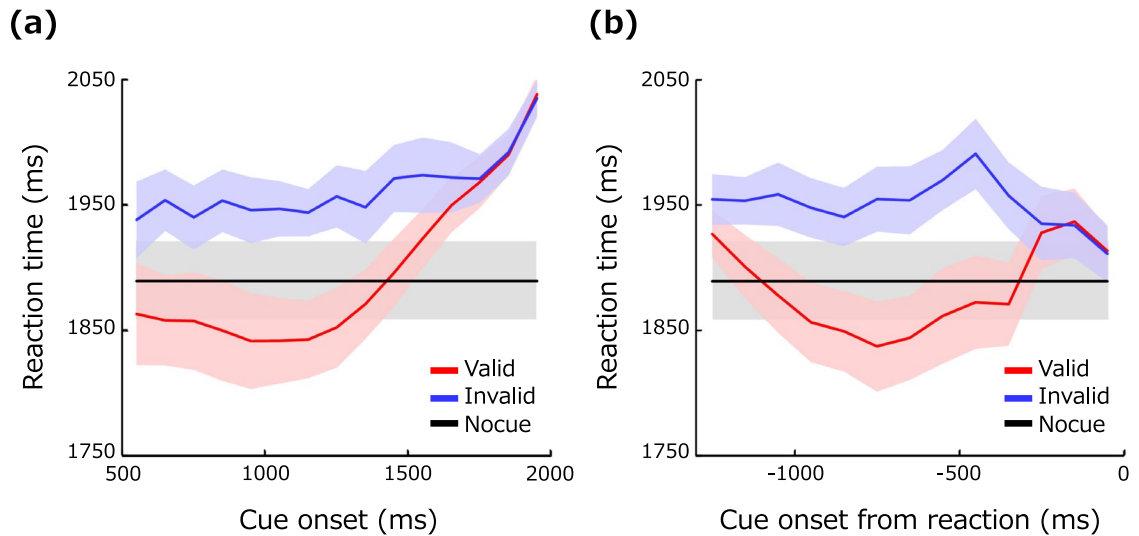 (a)
Reaction time (ms)
2050
1950
1850
1750
500
1000
1500
2000
Cue onset (ms)
Valid
Invalid
Nocue
(b)
Reaction time (ms)
2050
1950
1850
1750
-1000
-500
0
Cue onset from reaction (ms)
Valid
Invalid
Nocue